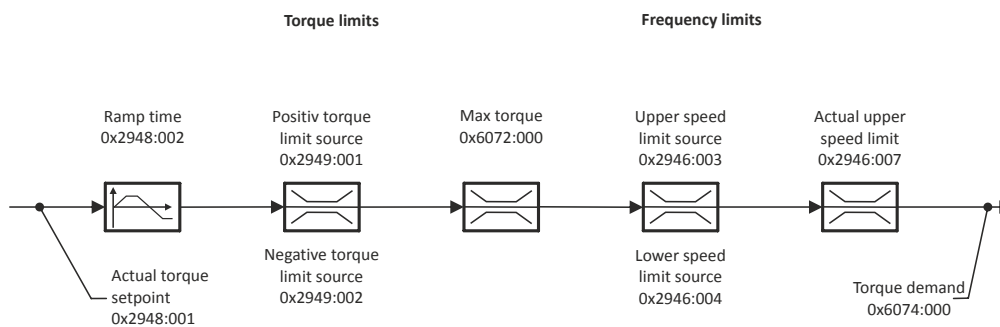 Torque limits
Frequency limits
Ramp time
0x2948:002
Positiv torque
limit source
0x2949:001
Max torque
0x6072:000
Upper speed
limit source
0x2946:003
Actual upper
speed limit
0x2946:007
Actual torque
setpoint
0x2948:001
Negative torque
limit source
0x2949:002
Lower speed
limit source
0x2946:004
Torque demand
0x6074:000